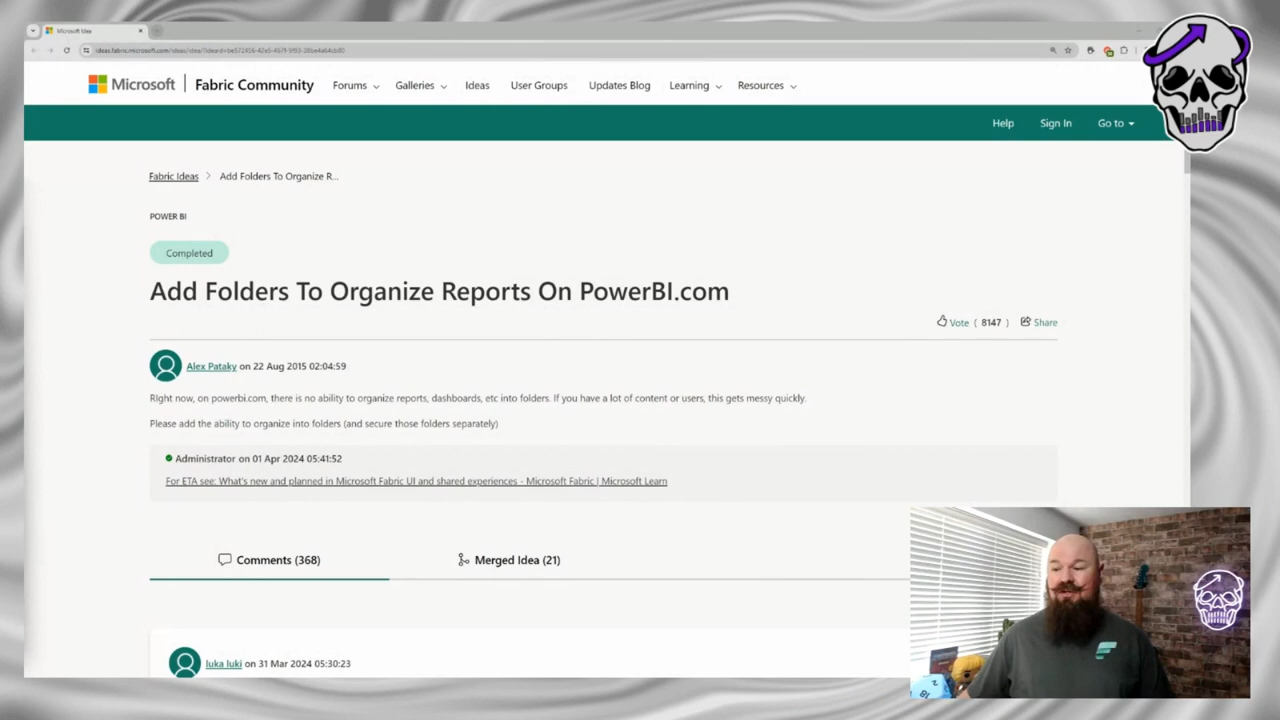 Microsoft Idea
Microsoft | Fabric Community Forums Galleries Ideas User Groups Updates Blog Learning Resources
Help Sign In Go to
Fabric Ideas > Add Folders To Organize R...
POWER BI
Completed
Add Folders To Organize Reports On PowerBI.com
Vote ( 8147 ) Share
Alex Pataky on 22 Aug 2015 02:04:59
Right now, on powerbi.com, there is no ability to organize reports, dashboards, etc into folders. If you have a lot of content or users, this gets messy quickly.
Please add the ability to organize into folders (and secure those folders separately)
Administrator on 01 Apr 2024 05:41:52
For ETA see: What's new and planned in Microsoft Fabric UI and shared experiences - Microsoft Fabric | Microsoft Learn
Comments (368) Merged Idea (21)
luka luki on 31 Mar 2024 05:30:23